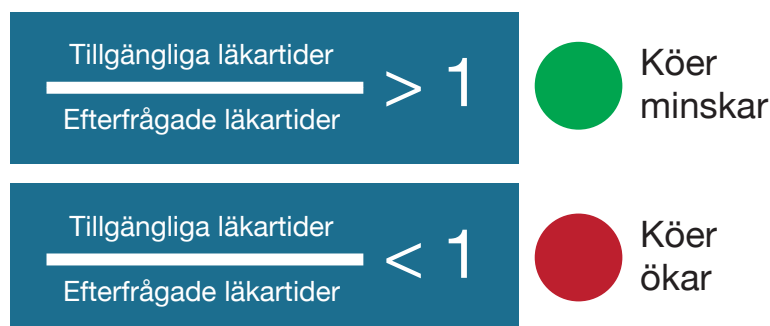 Tillgängliga läkartider
Efterfrågade läkartider
> 1
Köer
minskar
Tillgängliga läkartider
Efterfrågade läkartider
< 1
Köer
ökar